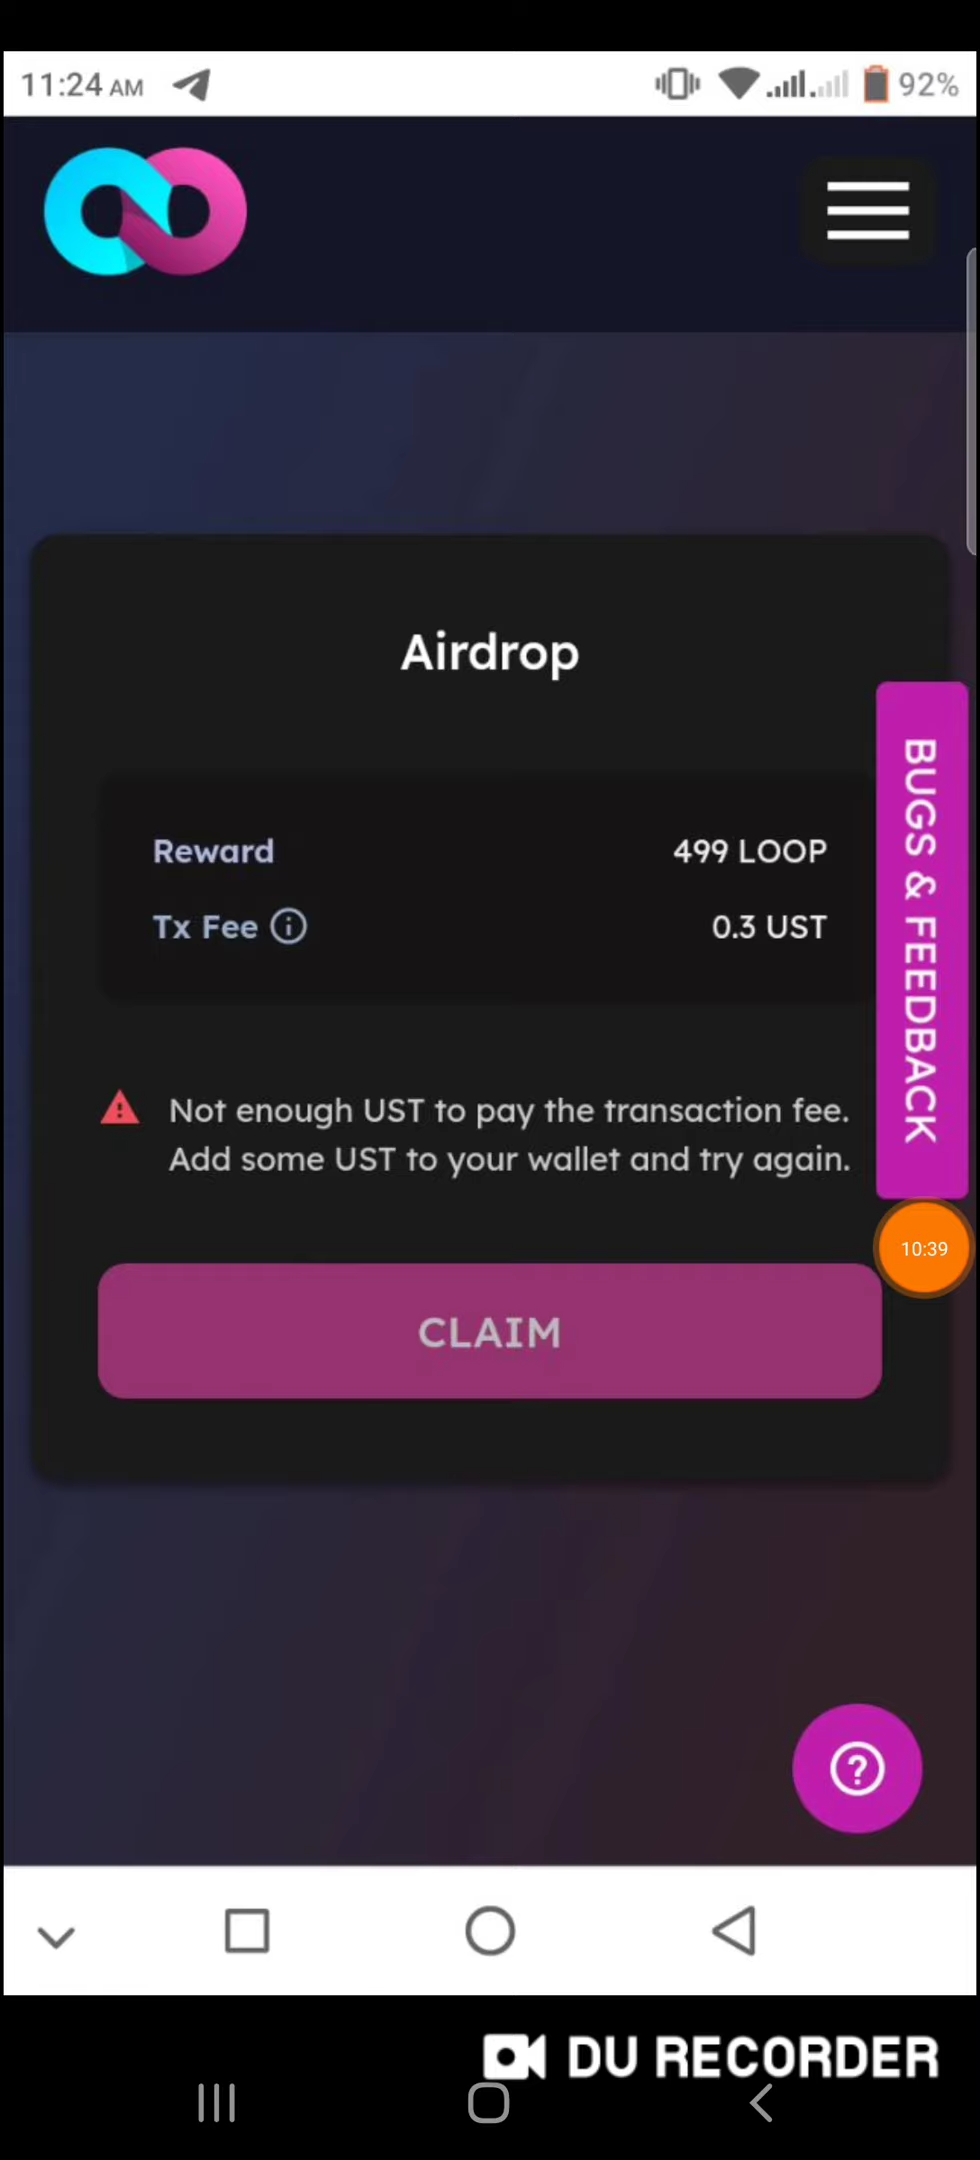 11:24 AM
92%
Airdrop
Reward 499 LOOP
Tx Fee 0.3 UST
BUGS & FEEDBACK
Not enough UST to pay the transaction fee.
Add some UST to your wallet and try again.
10:39
CLAIM
DU RECORDER